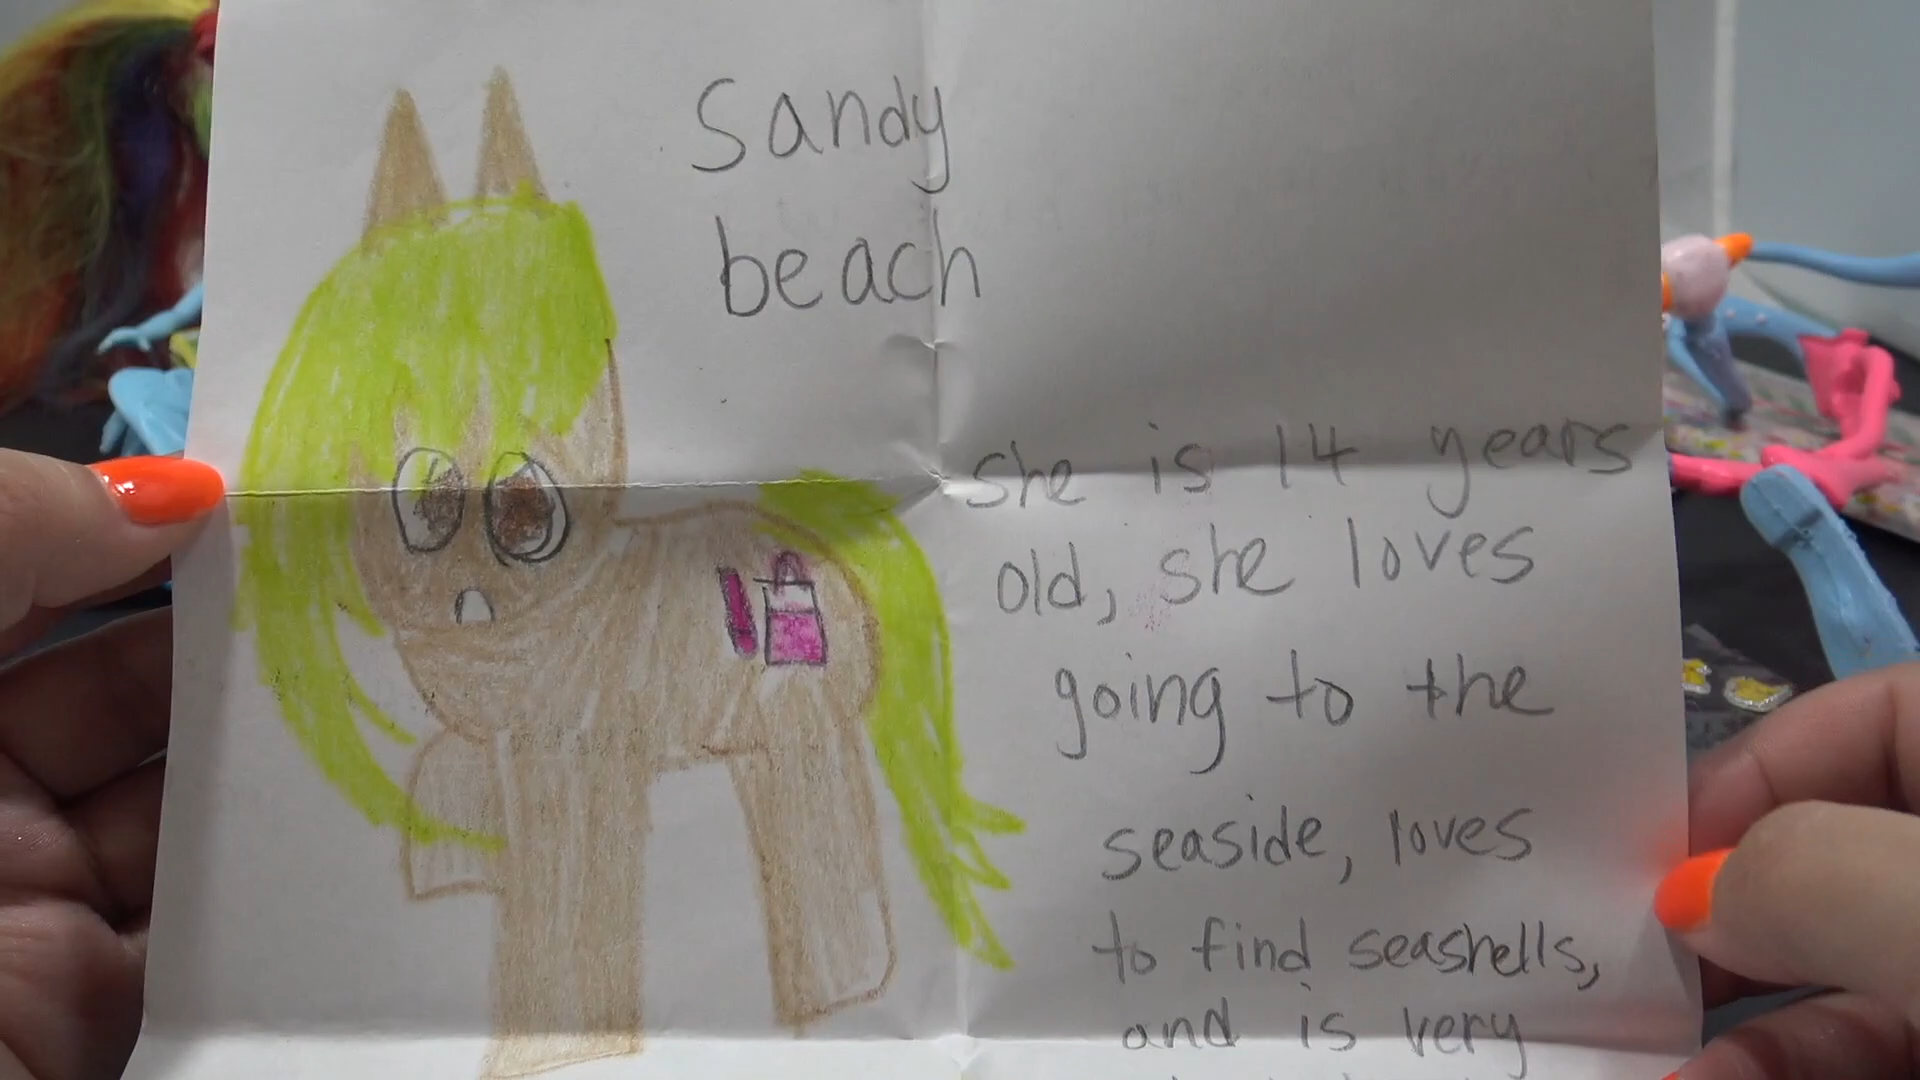 Sandy
beach
she is 14 years
old, she loves
going to the
seaside, loves
to find seashells,
and is very